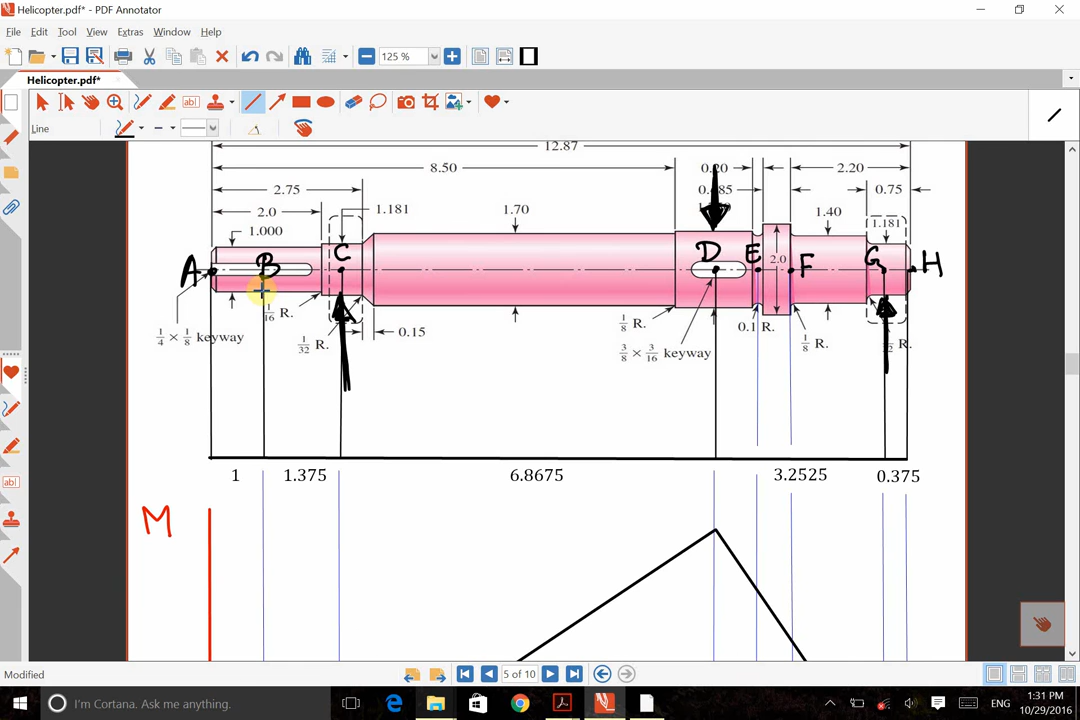 Helicopter.pdf* - PDF Annotator
File Edit Tool View Extras Window Help
125 %
Helicopter.pdf*
Line
12.87
8.50 0.20 2.20
2.75 0.485 0.75
2.0 1.181 1.40 1.181
1.000 1.70
A B C D E 2.0 F G H
1/16 R. 1/8 R. 0.1 R.
1/4 × 1/8 keyway 1/32 R. 0.15 3/8 × 3/16 keyway 1/8 R. R.
1 1.375 6.8675 3.2525 0.375
M
5 of 10
Modified
I'm Cortana. Ask me anything.
ENG
1:31 PM
10/29/2016